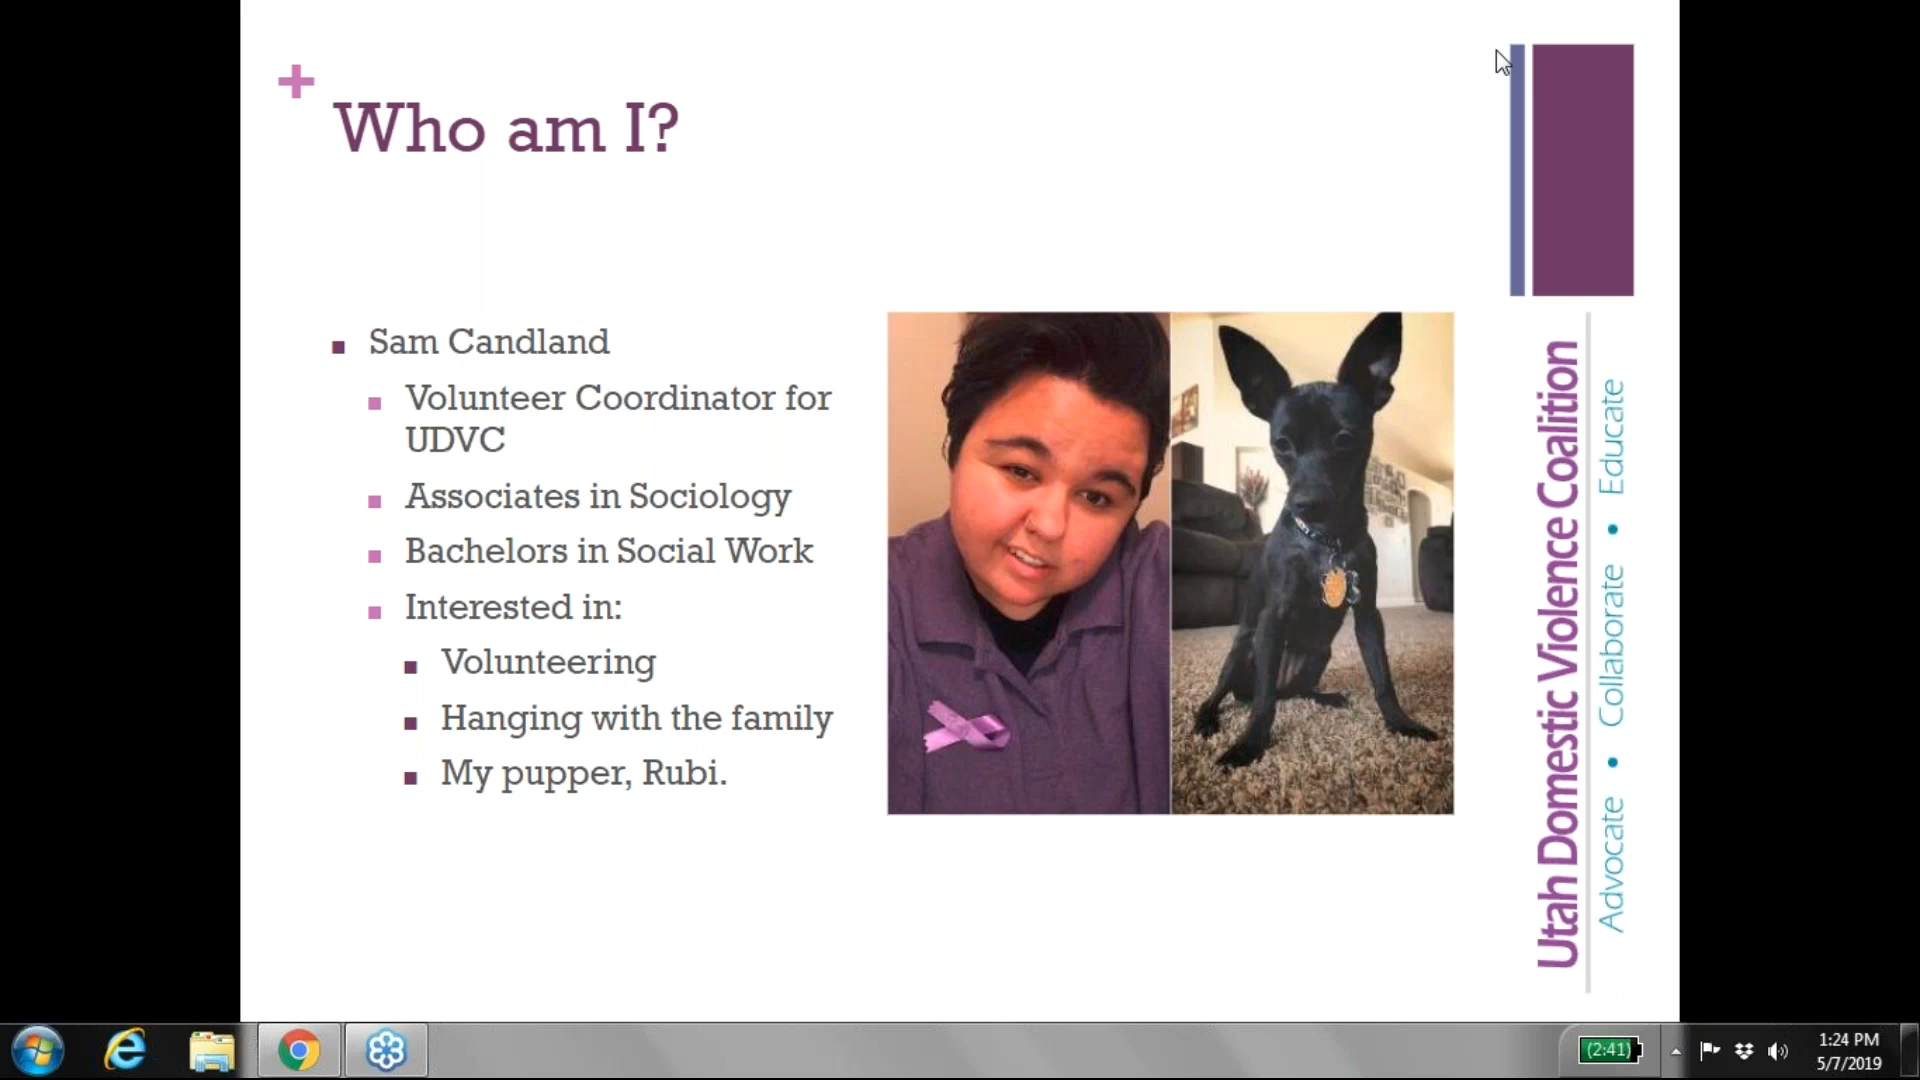 +
Who am I?
Sam Candland
Volunteer Coordinator for
UDVC
Associates in Sociology
Bachelors in Social Work
Interested in:
Volunteering
Hanging with the family
My pupper, Rubi.
Utah Domestic Violence Coalition
Advocate • Collaborate • Educate
(2:41)
1:24 PM
5/7/2019